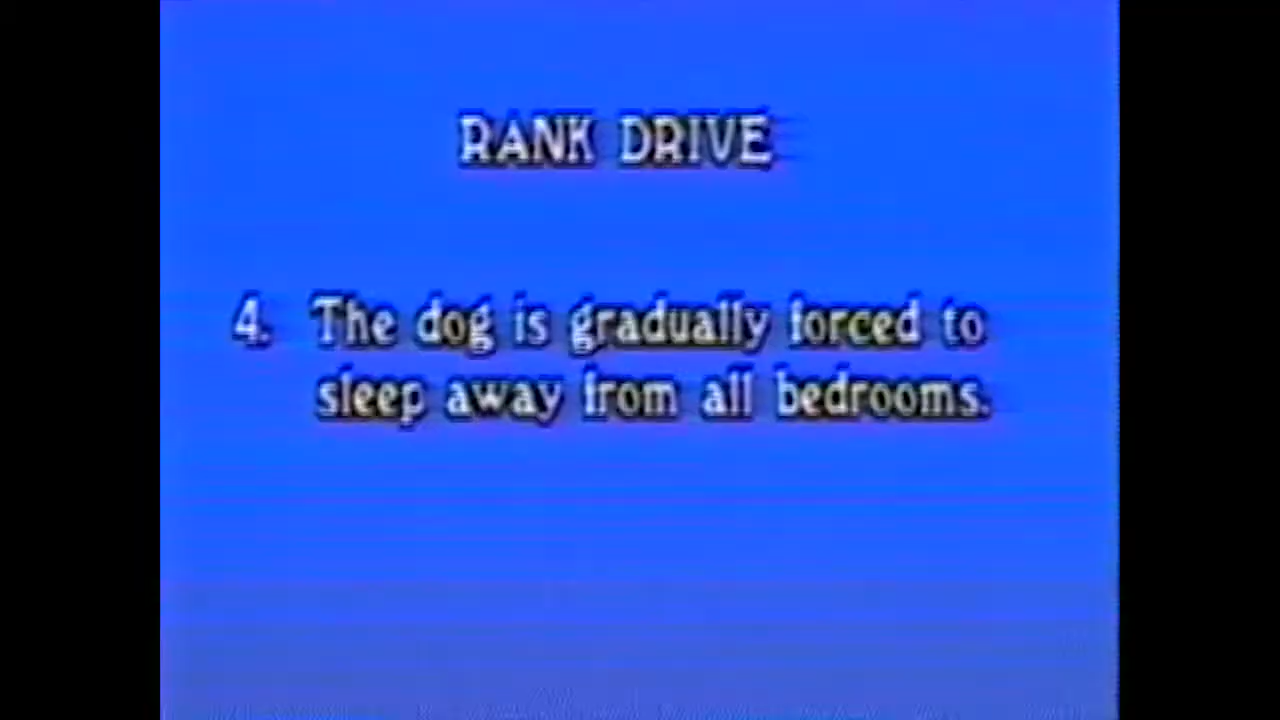 RANK DRIVE
4. The dog is gradually forced to
sleep away from all bedrooms.